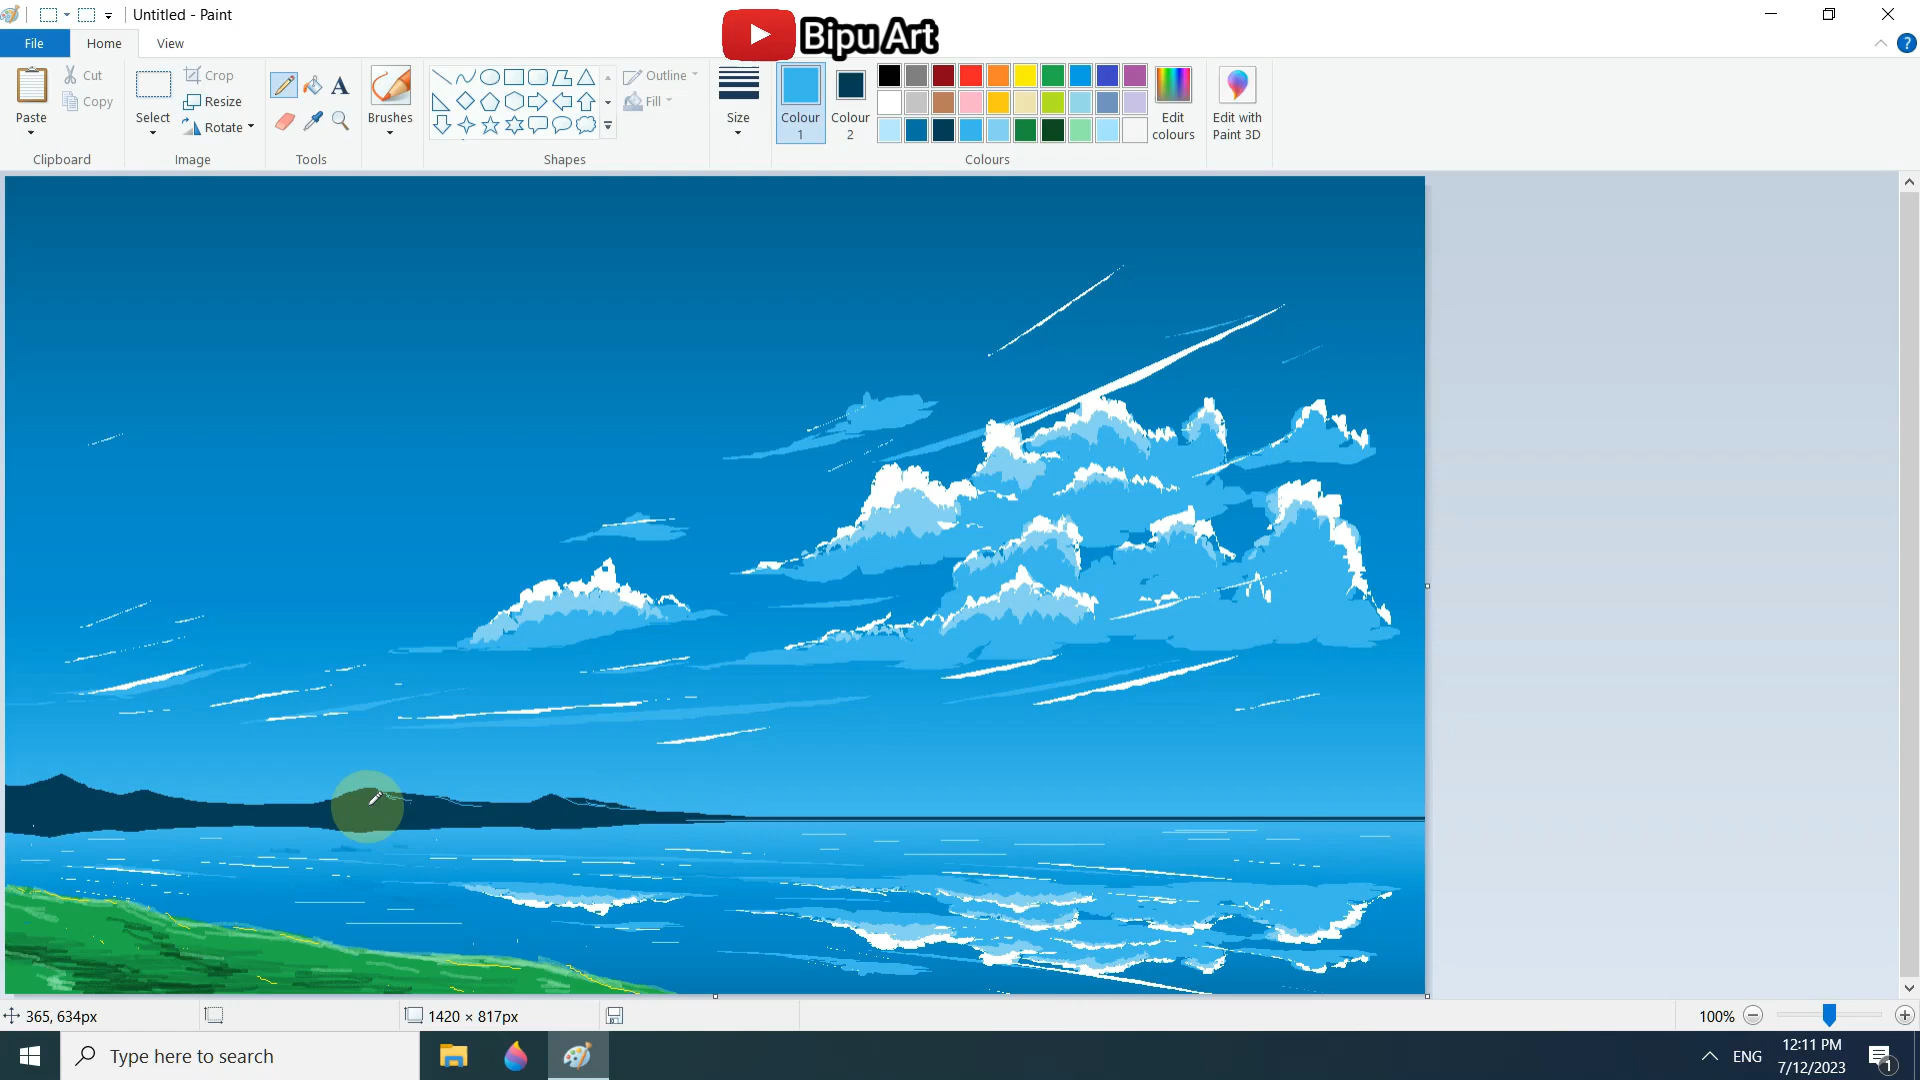 Untitled - Paint
Bipu Art
File
Home
View
Paste
Cut
Copy
Clipboard
Select
Crop
Resize
Rotate
Image
A
Tools
Brushes
Shapes
Outline
Fill
Size
Colour 1
Colour 2
Edit colours
Colours
Edit with Paint 3D
?
365, 634px
1420 × 817px
100%
Type here to search
ENG
12:11 PM
7/12/2023
1